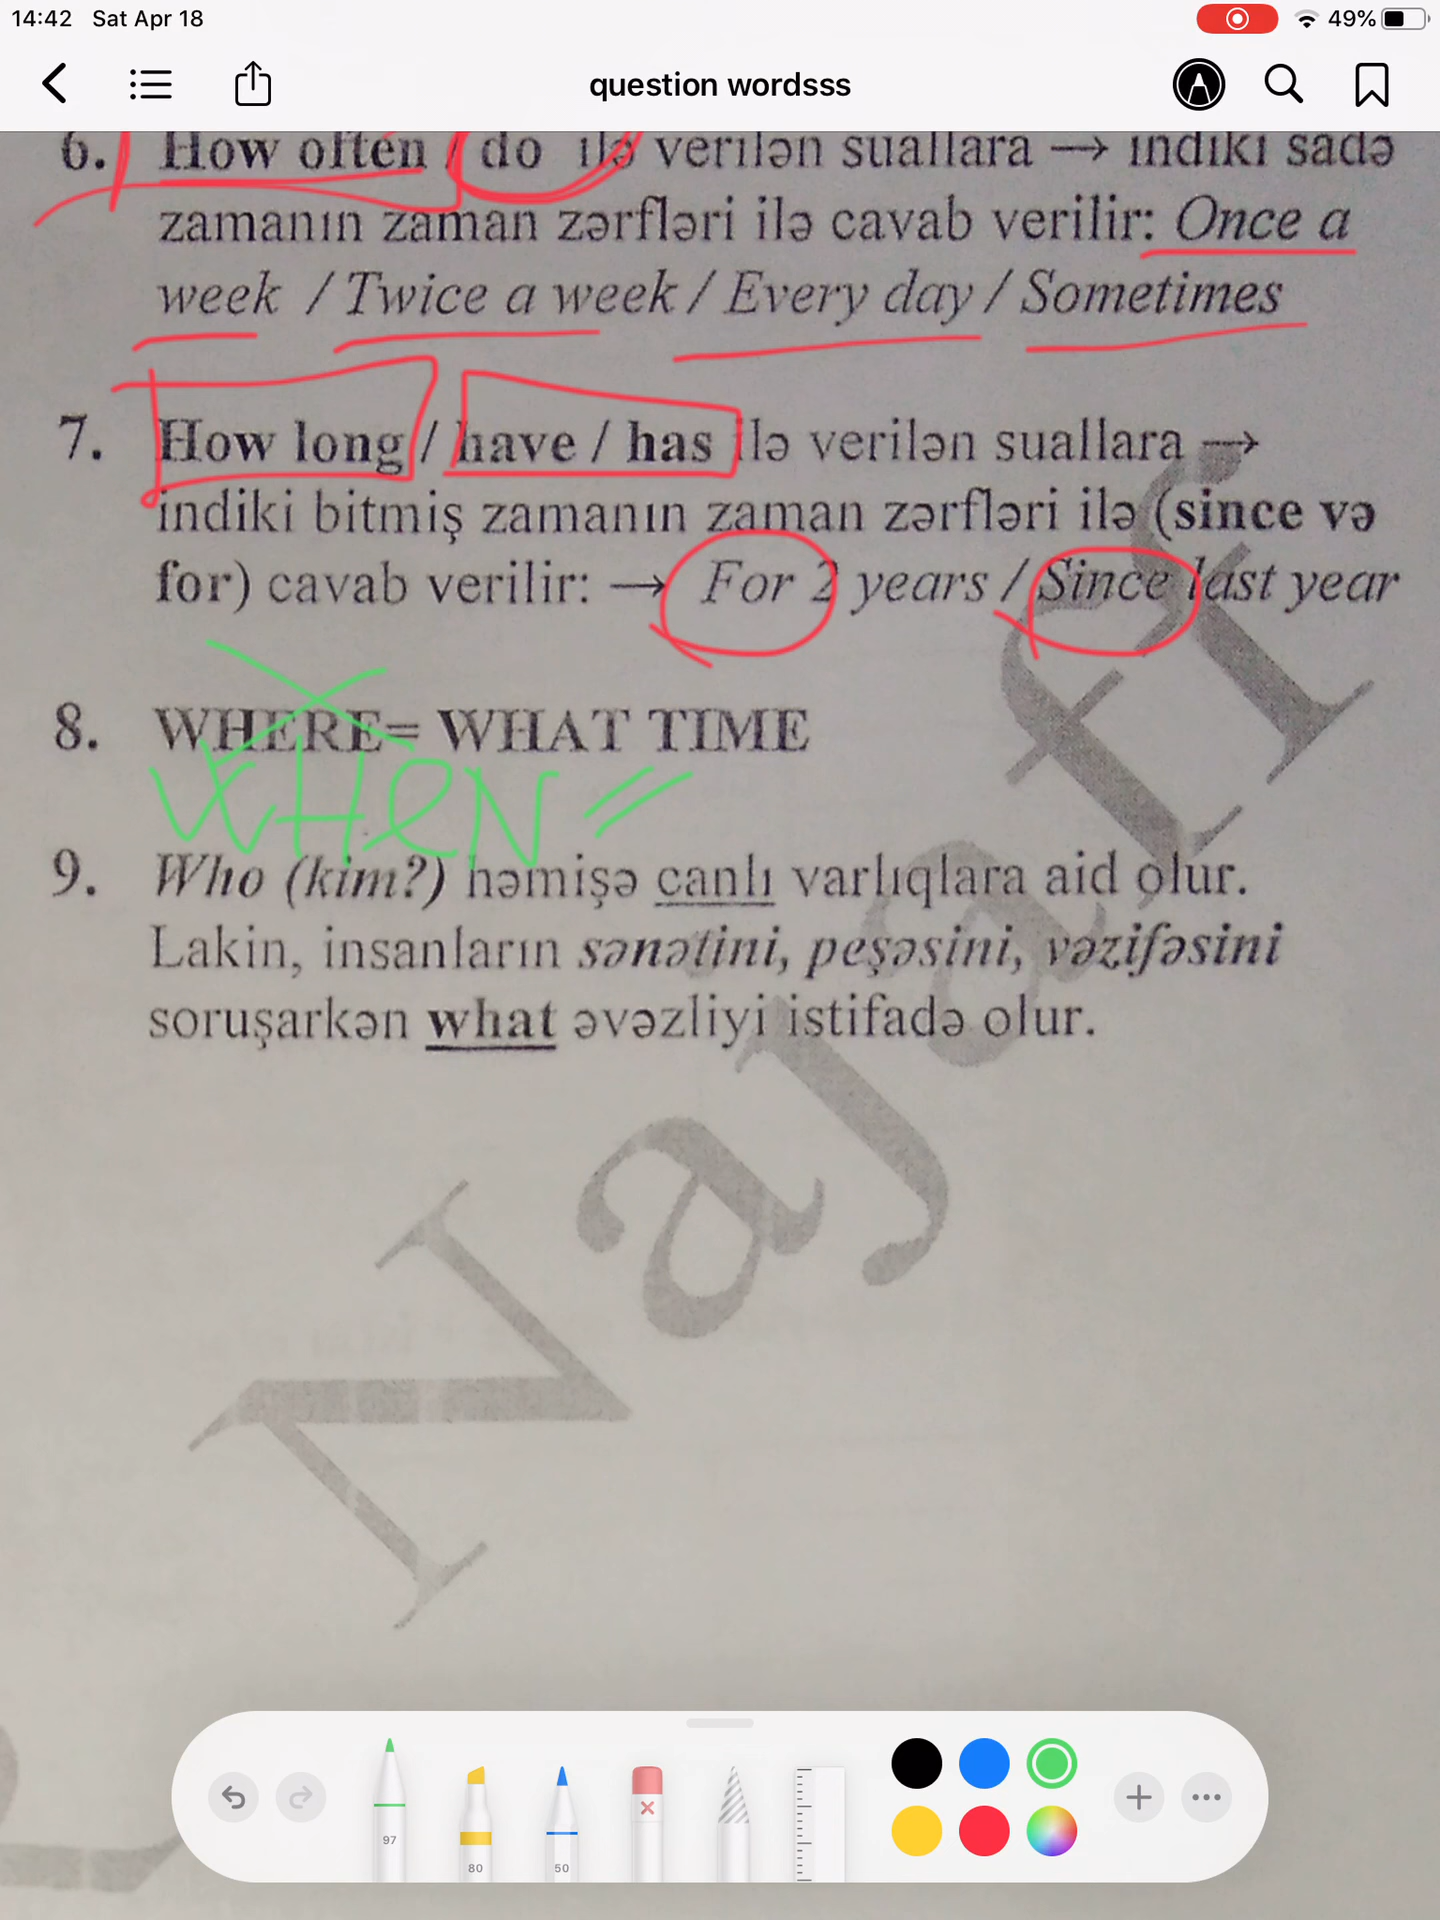 14:42 Sat Apr 18 49%
question wordsss
6. How often / do ilə verilən suallara → indiki sadə
zamanın zaman zərfləri ilə cavab verilir: Once a
week / Twice a week / Every day / Sometimes
7. How long / have / has ilə verilən suallara →
indiki bitmiş zamanın zaman zərfləri ilə (since və
for) cavab verilir: → For 2 years / Since last year
8. WHERE= WHAT TIME
WHeN =
9. Who (kim?) həmişə canlı varlıqlara aid olur.
Lakin, insanların sənətini, peşəsini, vəzifəsini
soruşarkən what əvəzliyi istifadə olur.
Najafi
97 80 50